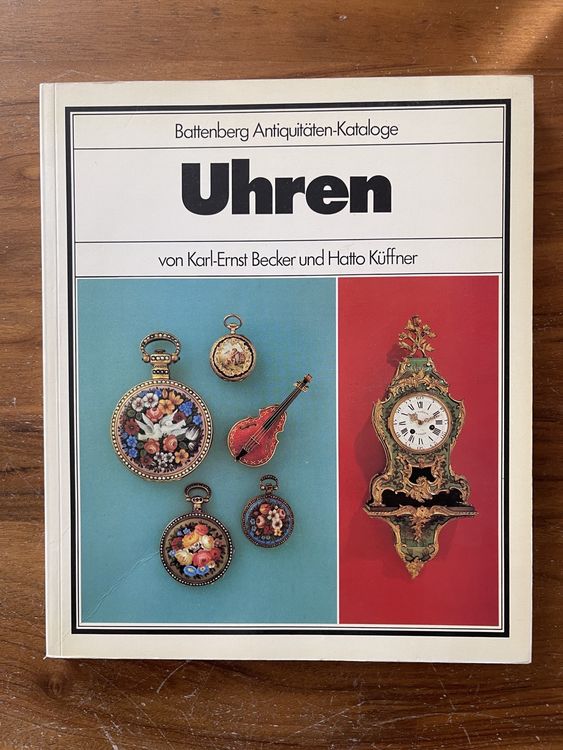 Battenberg Antiquitäten-Kataloge
Uhren
von Karl-Ernst Becker und Hatto Küffner